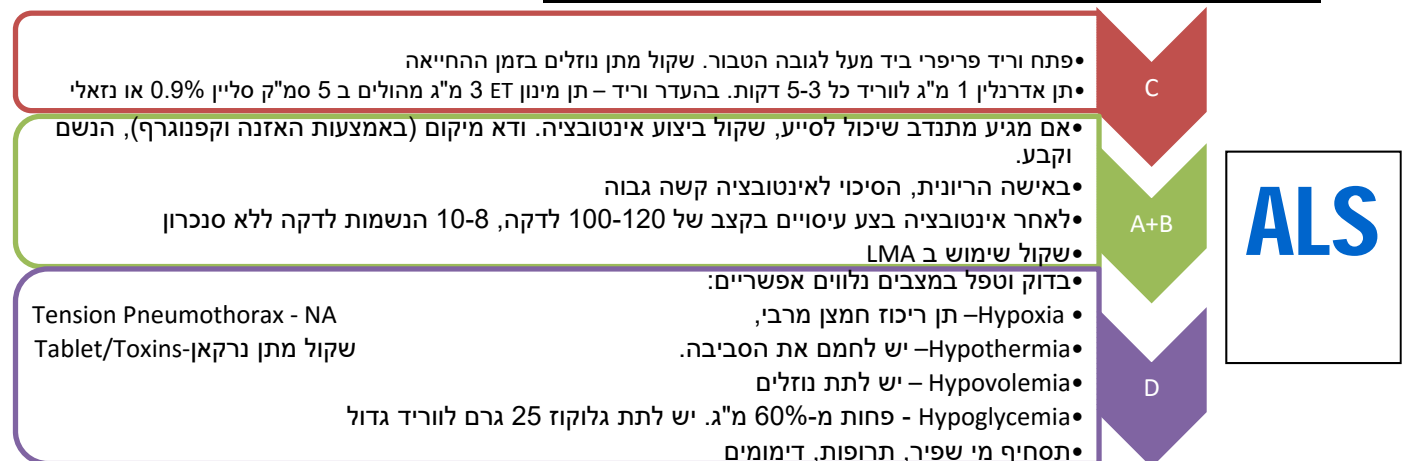 C
•פתח וריד פריפרי ביד מעל לגובה הטבור. שקול מתן נוזלים בזמן ההחייאה
•תן אדרנלין 1 מ"ג לווריד כל 5-3 דקות. בהעדר וריד – תן מינון ET 3 מ"ג מהולים ב 5 סמ"ק סליין 0.9% או נזאלי
A+B
•אם מגיע מתנדב שיכול לסייע, שקול ביצוע אינטובציה. ודא מיקום (באמצעות האזנה וקפנוגרף), הנשם
וקבע.
•באישה הריונית, הסיכוי לאינטובציה קשה גבוה
•לאחר אינטובציה בצע עיסויים בקצב של 100-120 לדקה, 10-8 הנשמות לדקה ללא סנכרון
•שקול שימוש ב LMA
ALS
D
•בדוק וטפל במצבים נלווים אפשריים:
• Hypoxia– תן ריכוז חמצן מרבי,
Tension Pneumothorax - NA
•Hypothermia– יש לחמם את הסביבה.
Tablet/Toxins-שקול מתן נרקאן
•Hypovolemia – יש לתת נוזלים
•Hypoglycemia - פחות מ-60% מ"ג. יש לתת גלוקוז 25 גרם לווריד גדול
•תסחיף מי שפיר, תרופות, דימומים